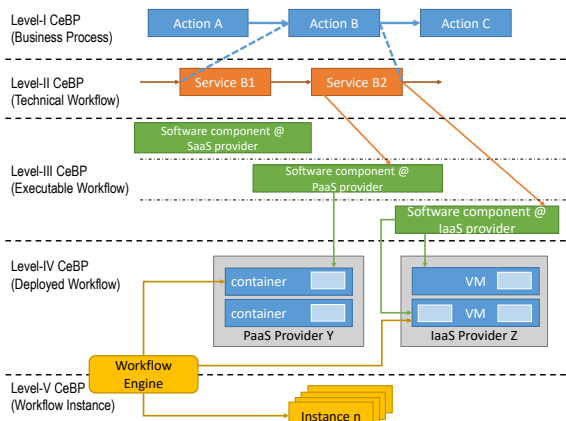 Level-I CeBP
(Business Process)
Action A
Action B
Action C
Level-II CeBP
(Technical Workflow)
Service B1
Service B2
Software component @
SaaS provider
Level-III CeBP
(Executable Workflow)
Software component @
PaaS provider
Software component @
IaaS provider
Level-IV CeBP
(Deployed Workflow)
container
container
PaaS Provider Y
VM
VM
IaaS Provider Z
Workflow
Engine
Level-V CeBP
(Workflow Instance)
Instance n